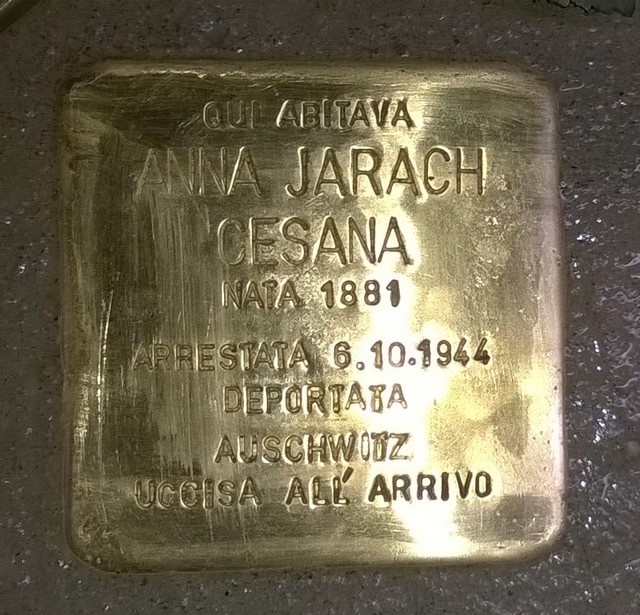 QUI ABITAVA
ANNA JARACH
CESANA
NATA 1881
ARRESTATA 6.10.1944
DEPORTATA
AUSCHWITZ
UCCISA ALL' ARRIVO